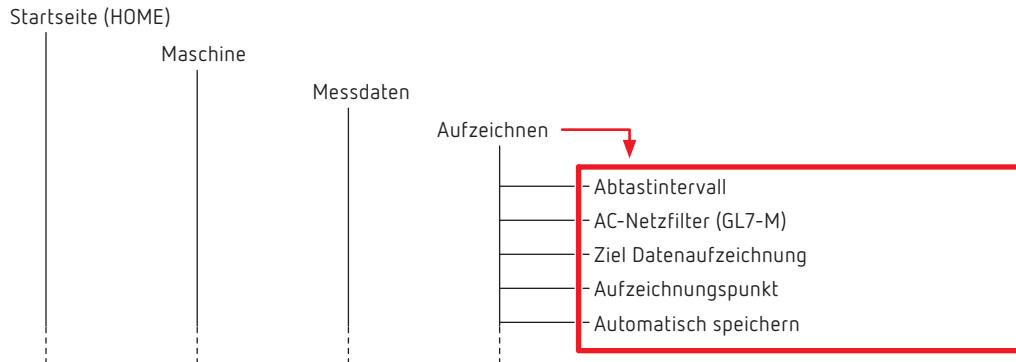 Startseite (HOME)
Maschine
Messdaten
Aufzeichnen
Abtastintervall
AC-Netzfilter (GL7-M)
Ziel Datenaufzeichnung
Aufzeichnungspunkt
Automatisch speichern